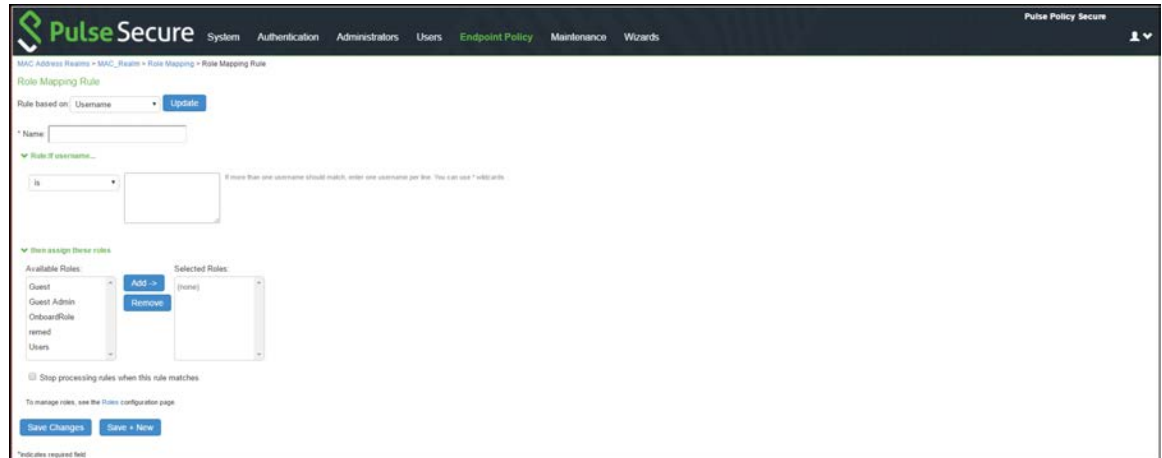 Pulse Policy Secure
Pulse Secure System Authentication Administrators Users Endpoint Policy Maintenance Wizards
MAC Address Realms > MAC_Realm > Role Mapping > Role Mapping Rule
Role Mapping Rule
Rule based on: Username Update
* Name:
Rule:If username...
is
If more than one username should match, enter one username per line. You can use * wildcards.
then assign these roles
Available Roles: Selected Roles:
Guest Add -> (none)
Guest Admin Remove
OnboardRole
remed
Users
Stop processing rules when this rule matches
To manage roles, see the Roles configuration page.
Save Changes Save + New
*indicates required field